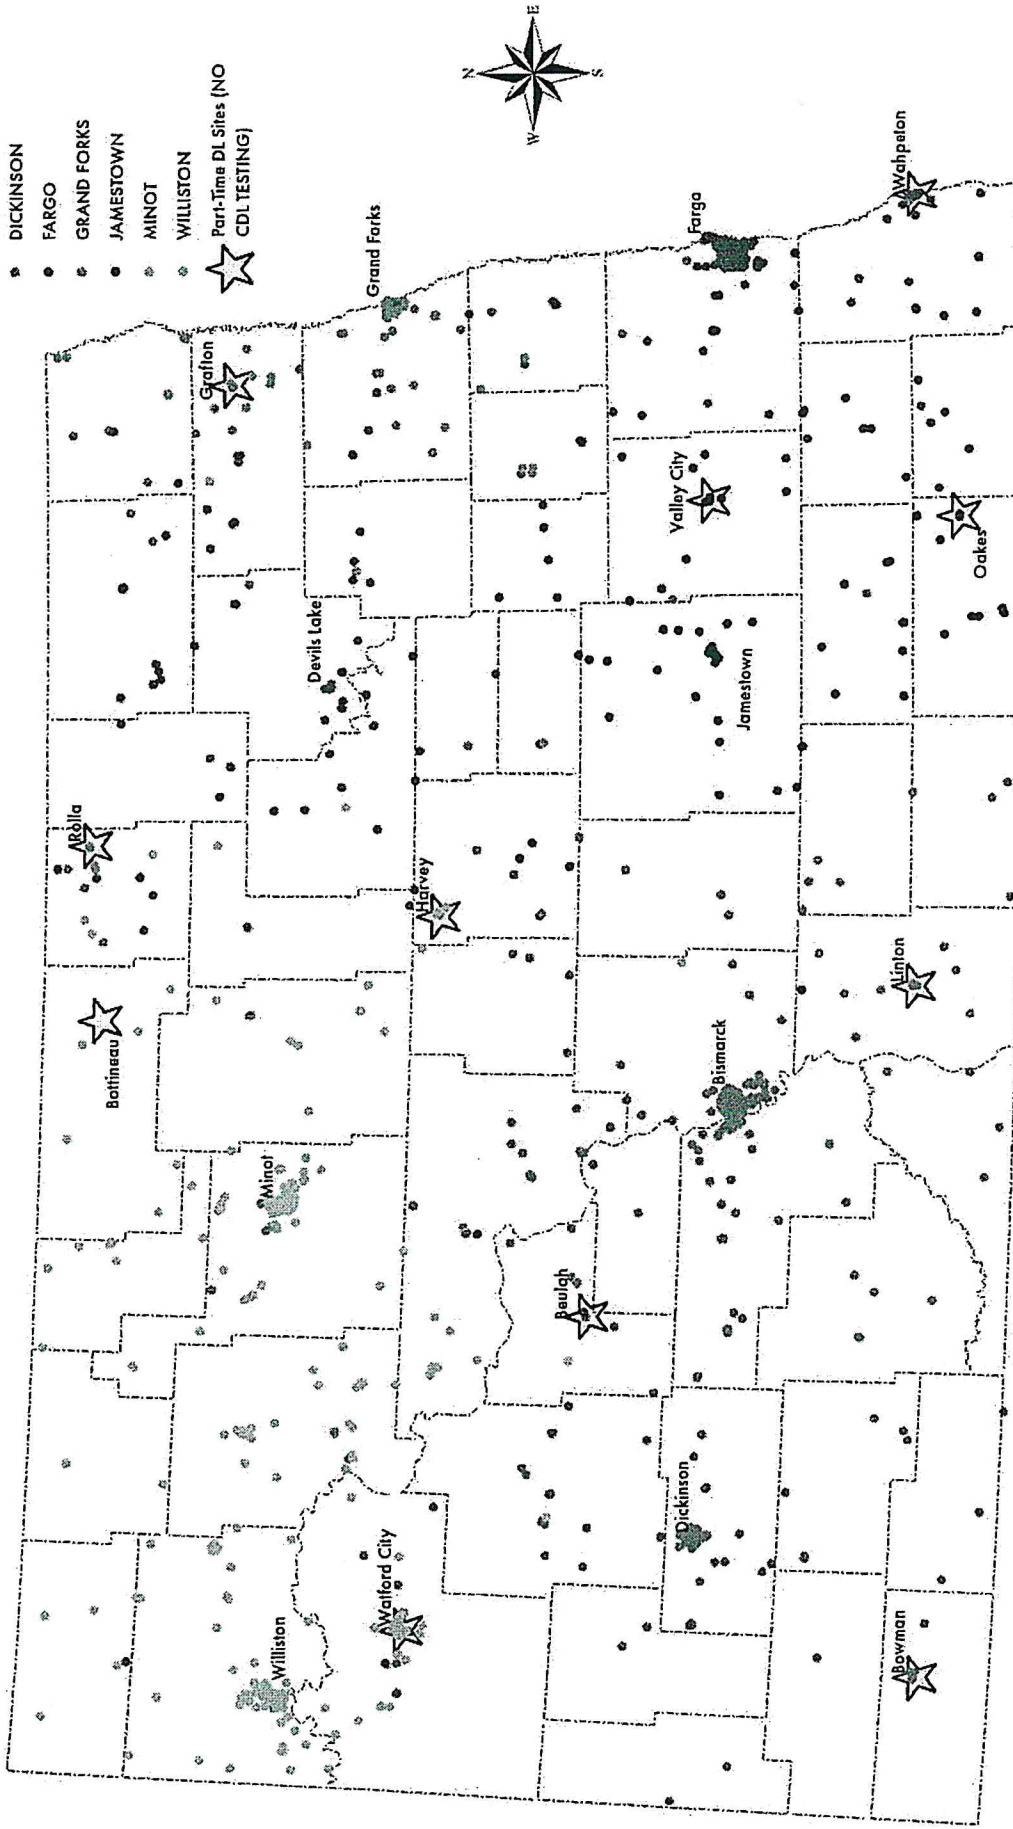 DICKINSON
FARGO
GRAND FORKS
JAMESTOWN
MINOT
WILLISTON
Part-Time DL Sites (NO
CDL TESTING)
N
W
E
S
Rolla
Bottineau
Grafton
Grand Forks
Devils Lake
Minot
Williston
Watford City
Harvey
Beulah
Fargo
Valley City
Jamestown
Bismarck
Dickinson
Wahpeton
Oakes
Linton
Bowman